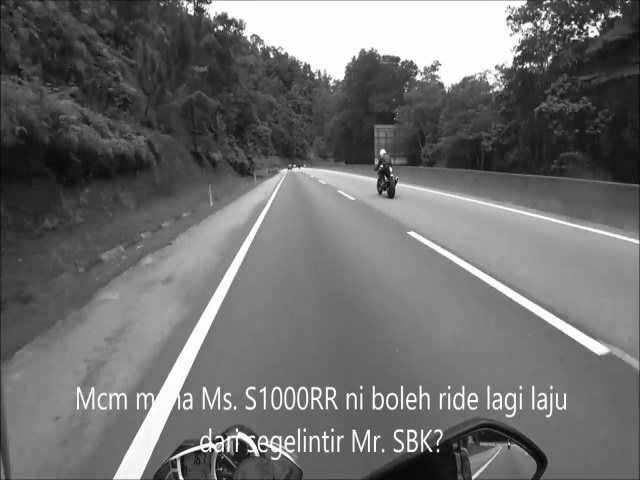 Mcm mana Ms. S1000RR ni boleh ride lagi laju
dari segelintir Mr. SBK?